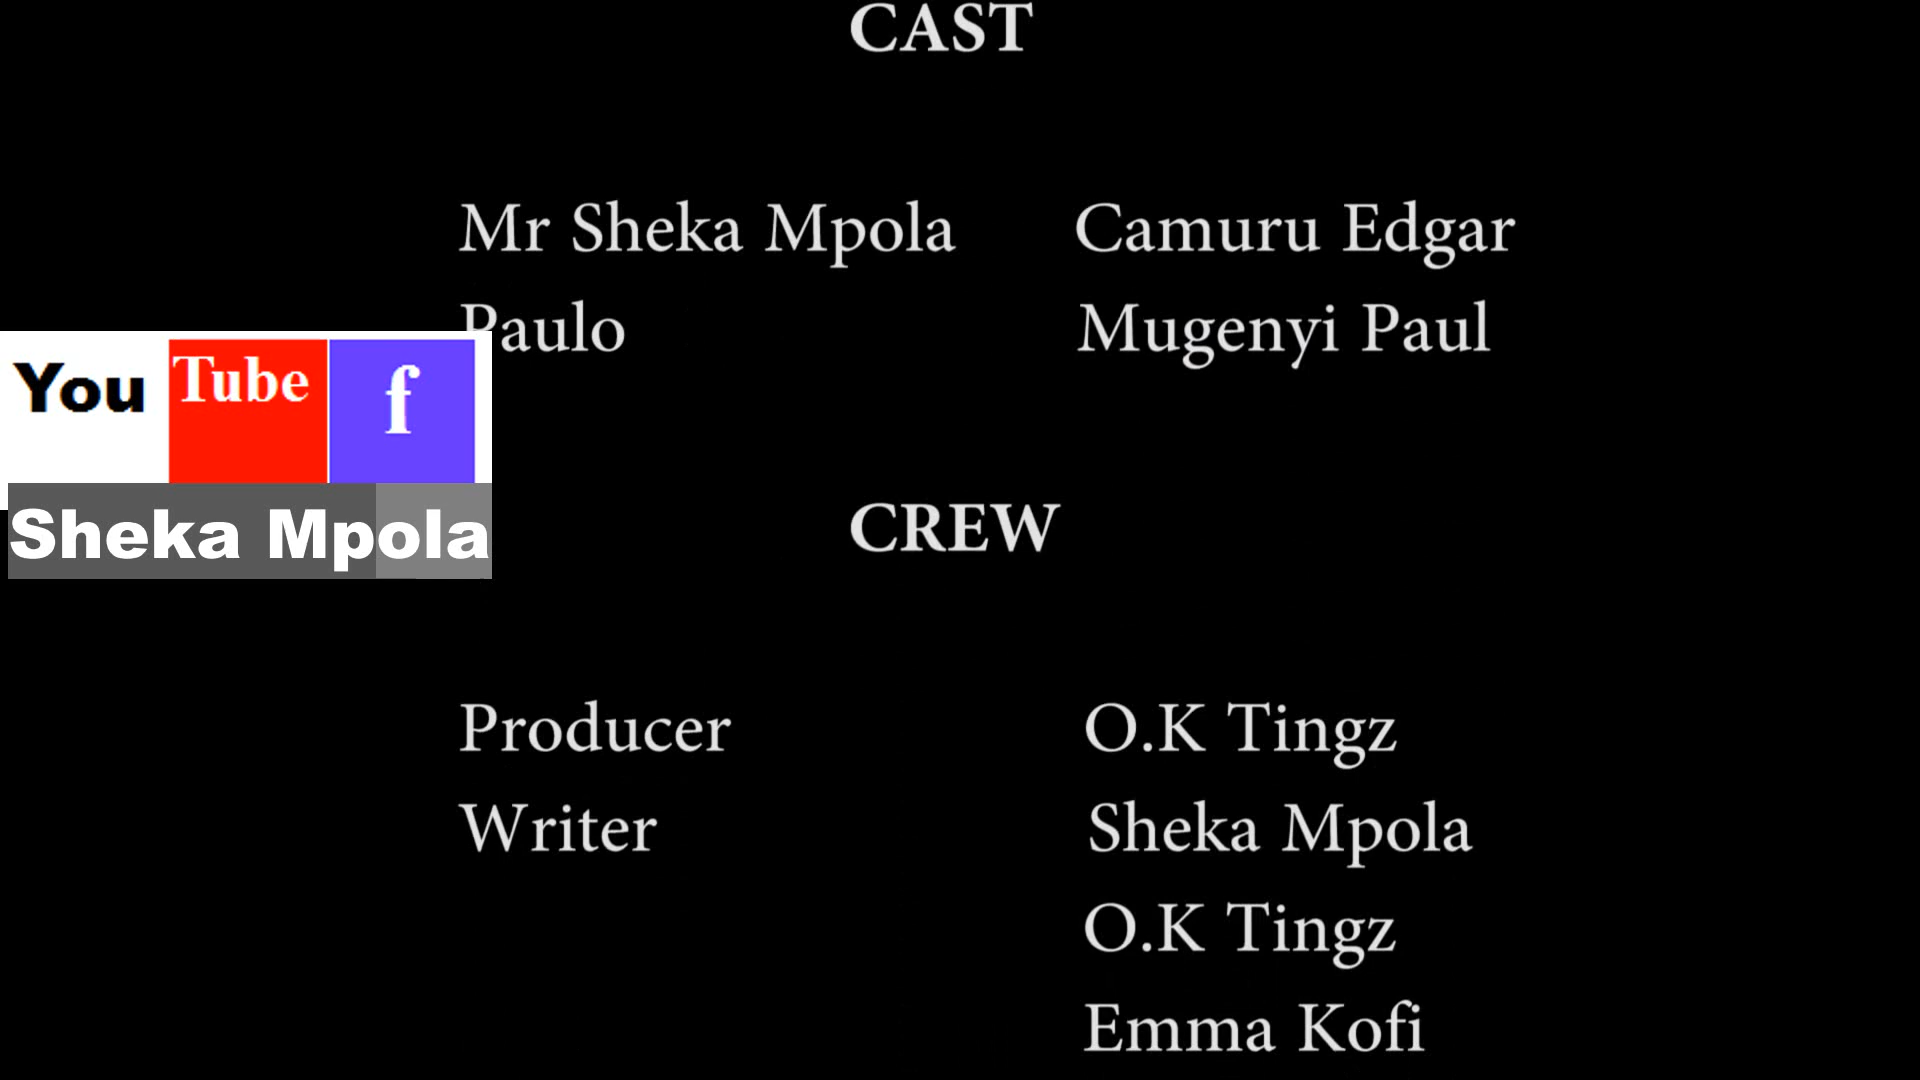 CAST
Mr Sheka Mpola Camuru Edgar
Paulo Mugenyi Paul
You Tube f
Sheka Mpola
CREW
Producer O.K Tingz
Writer Sheka Mpola
O.K Tingz
Emma Kofi